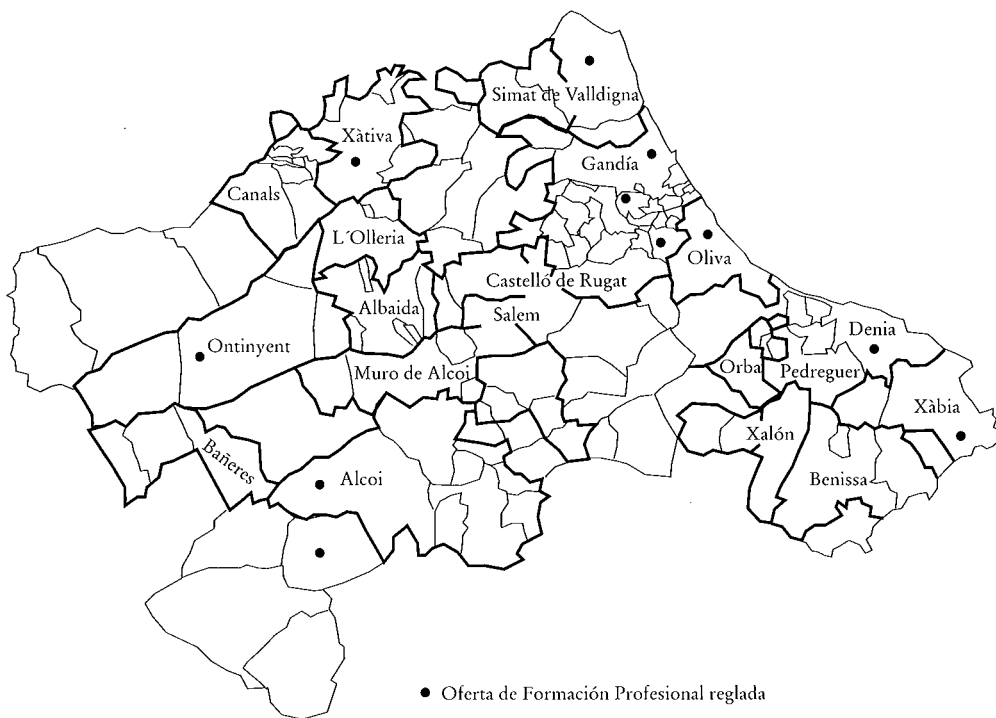 Simat de Valldigna
Xàtiva
Gandía
Canals
L´Olleria
Oliva
Castelló de Rugat
Albaida
Salem
Denia
Ontinyent
Orba
Pedreguer
Muro de Alcoi
Xàbia
Xalón
Bañeres
Alcoi
Benissa
Oferta de Formación Profesional reglada